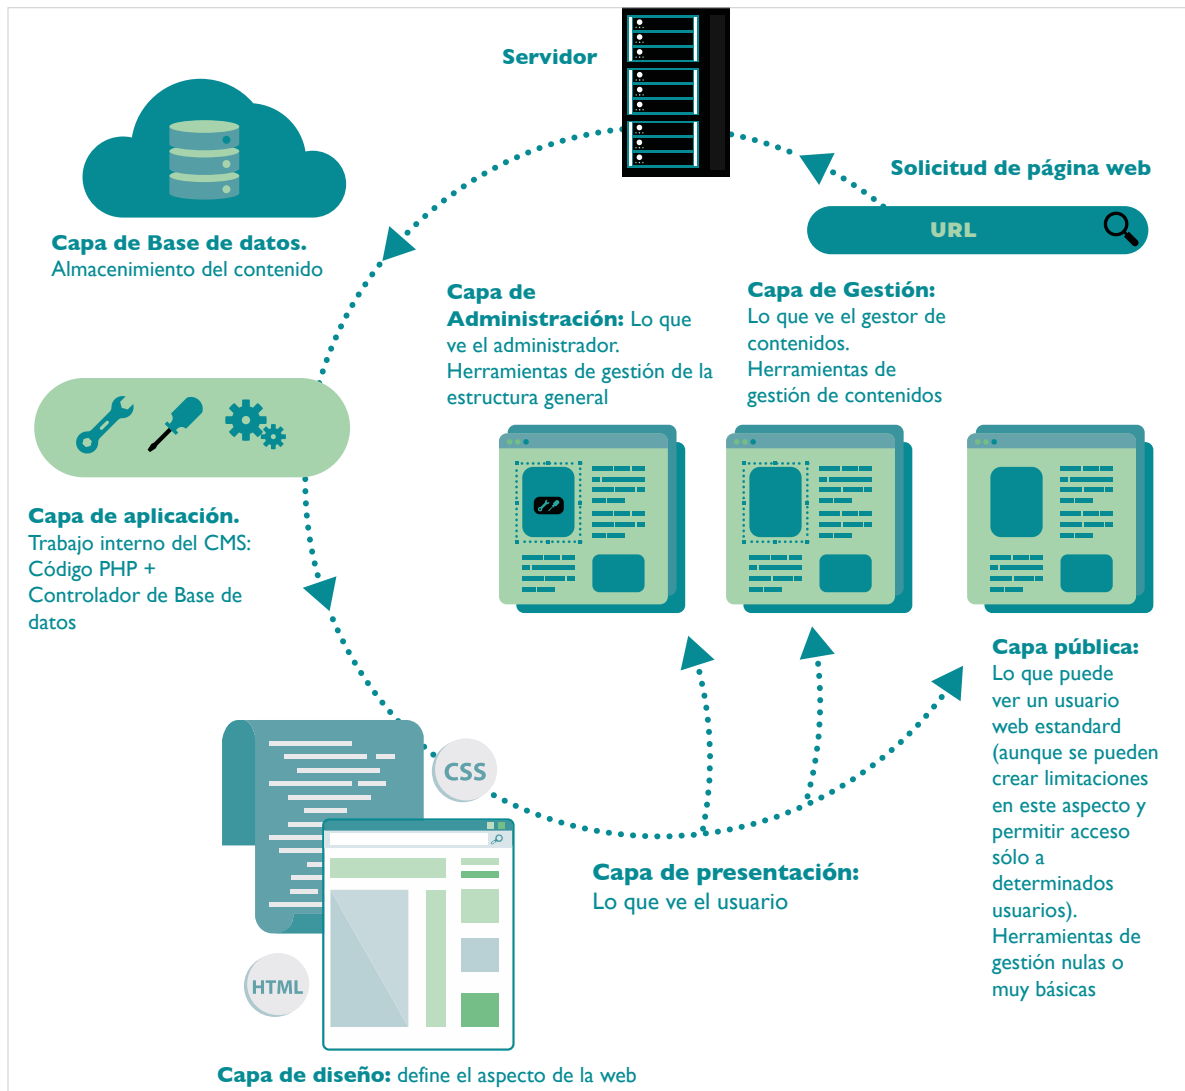 Servidor
Solicitud de página web
URL
Capa de Base de datos.
Almacenimiento del contenido
Capa de
Administración: Lo que
ve el administrador.
Herramientas de gestión de la
estructura general
Capa de Gestión:
Lo que ve el gestor de
contenidos.
Herramientas de
gestión de contenidos
Capa de aplicación.
Trabajo interno del CMS:
Código PHP +
Controlador de Base de
datos
Capa pública:
Lo que puede
ver un usuario
web estandard
(aunque se pueden
crear limitaciones
en este aspecto y
permitir acceso
sólo a
determinados
usuarios).
Herramientas de
gestión nulas o
muy básicas
CSS
Capa de presentación:
Lo que ve el usuario
HTML
Capa de diseño: define el aspecto de la web